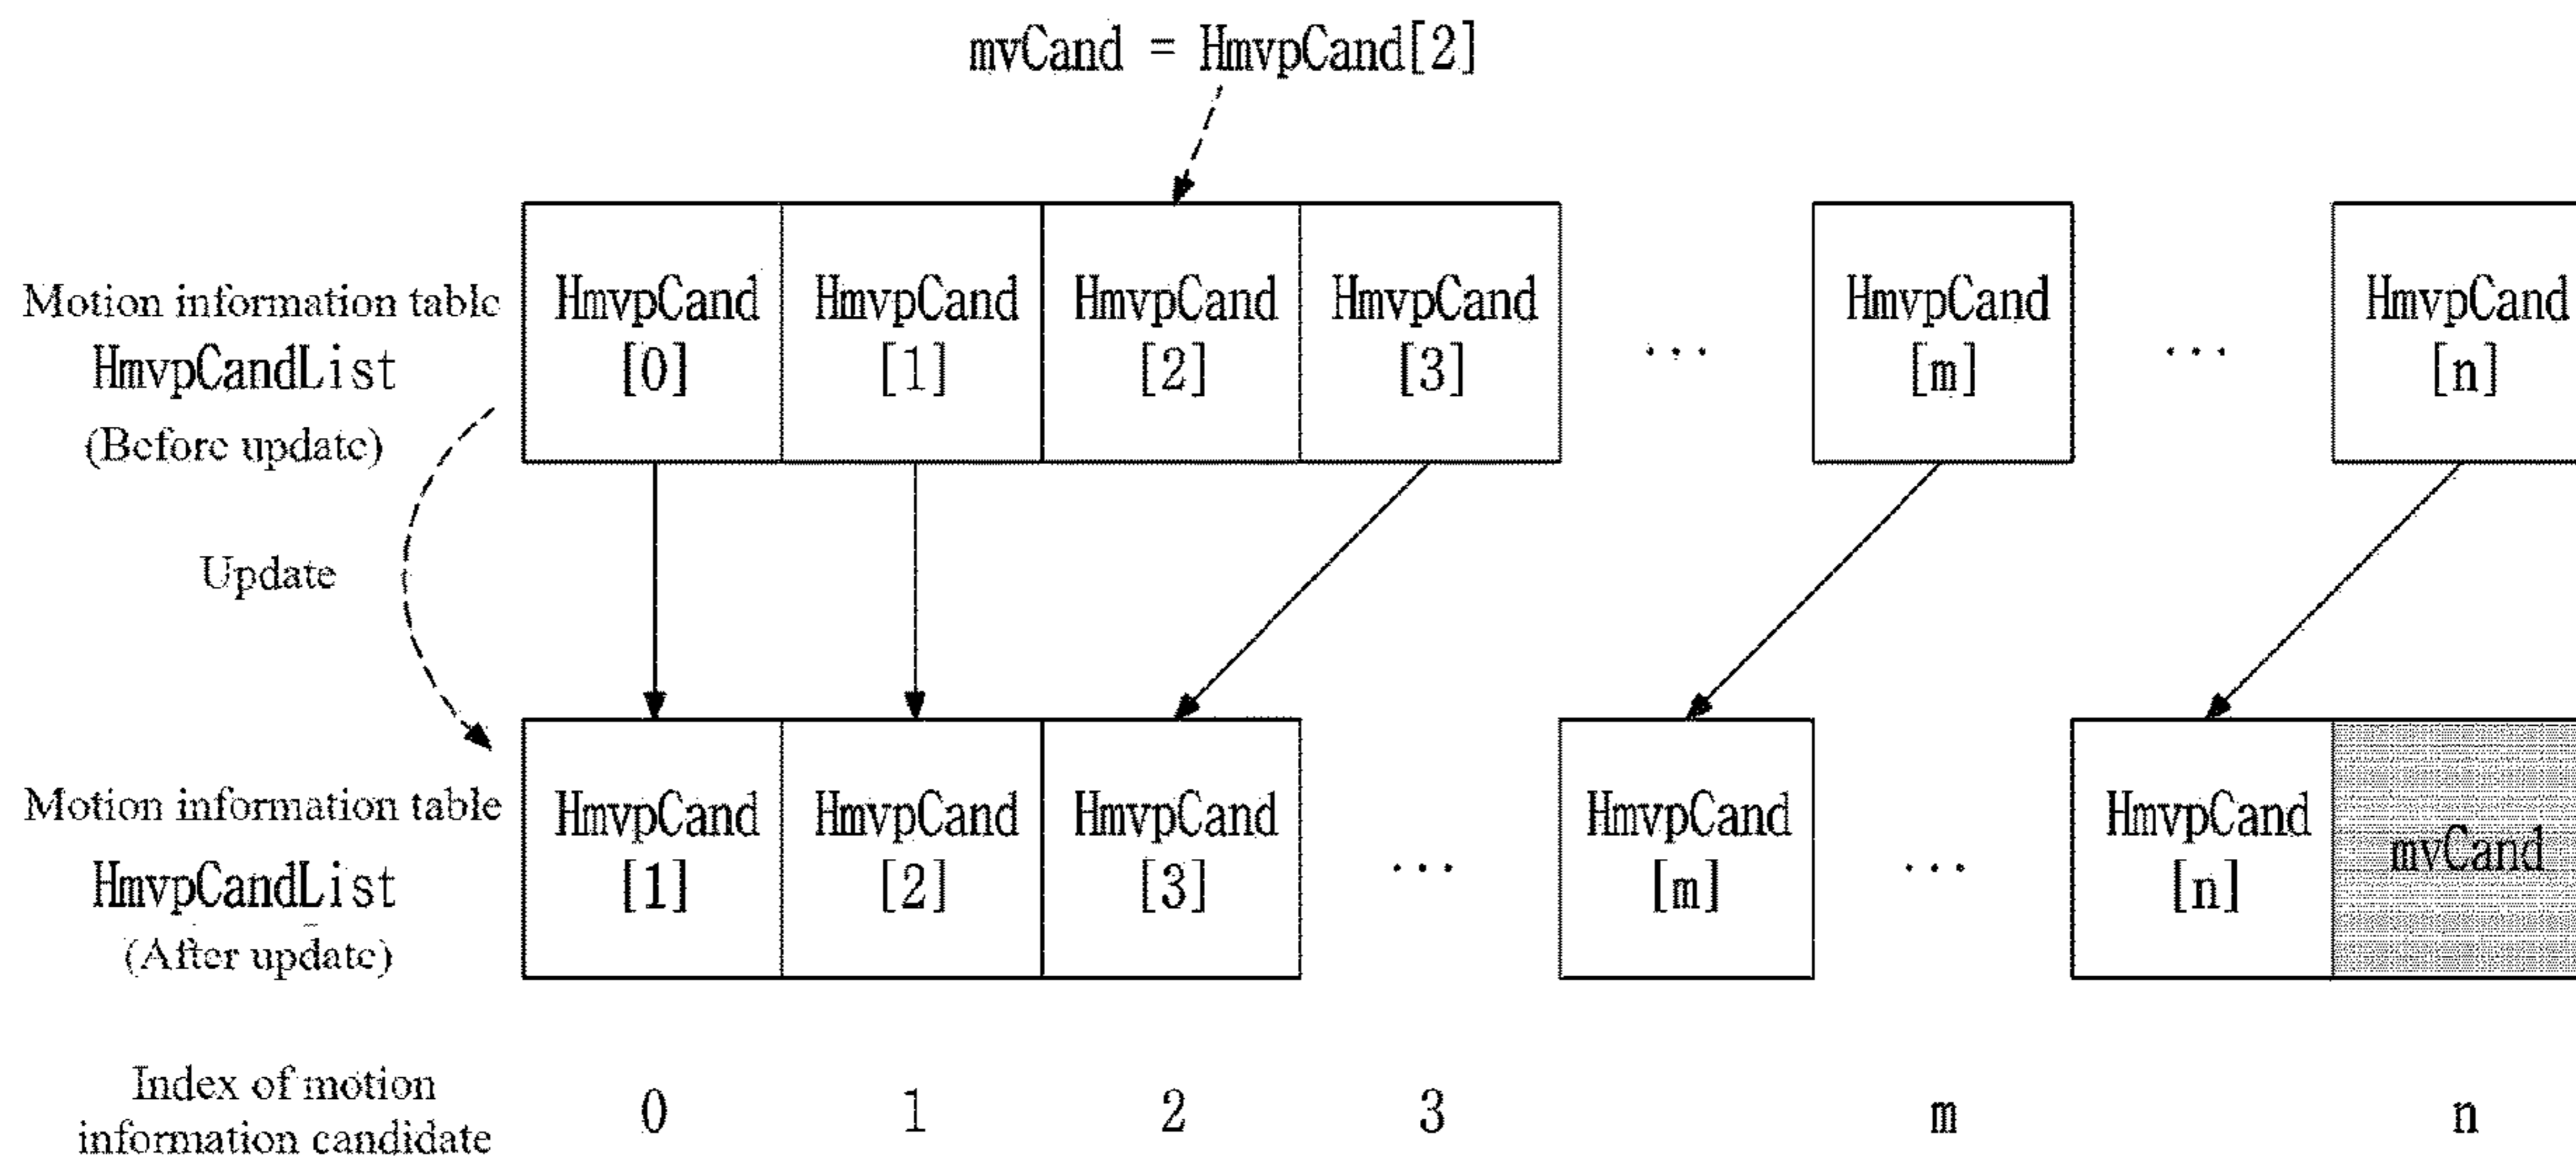 mvCand = HmvpCand[2]
Motion information table
HmvpCandList
(Before update)
HmvpCand
[0]
HmvpCand
[1]
HmvpCand
[2]
HmvpCand
[3]
...
HmvpCand
[m]
...
HmvpCand
[n]
Update
Motion information table
HmvpCandList
(After update)
HmvpCand
[1]
HmvpCand
[2]
HmvpCand
[3]
...
HmvpCand
[m]
...
HmvpCand
[n]
mvCand
Index of motion
information candidate
0 1 2 3 m n